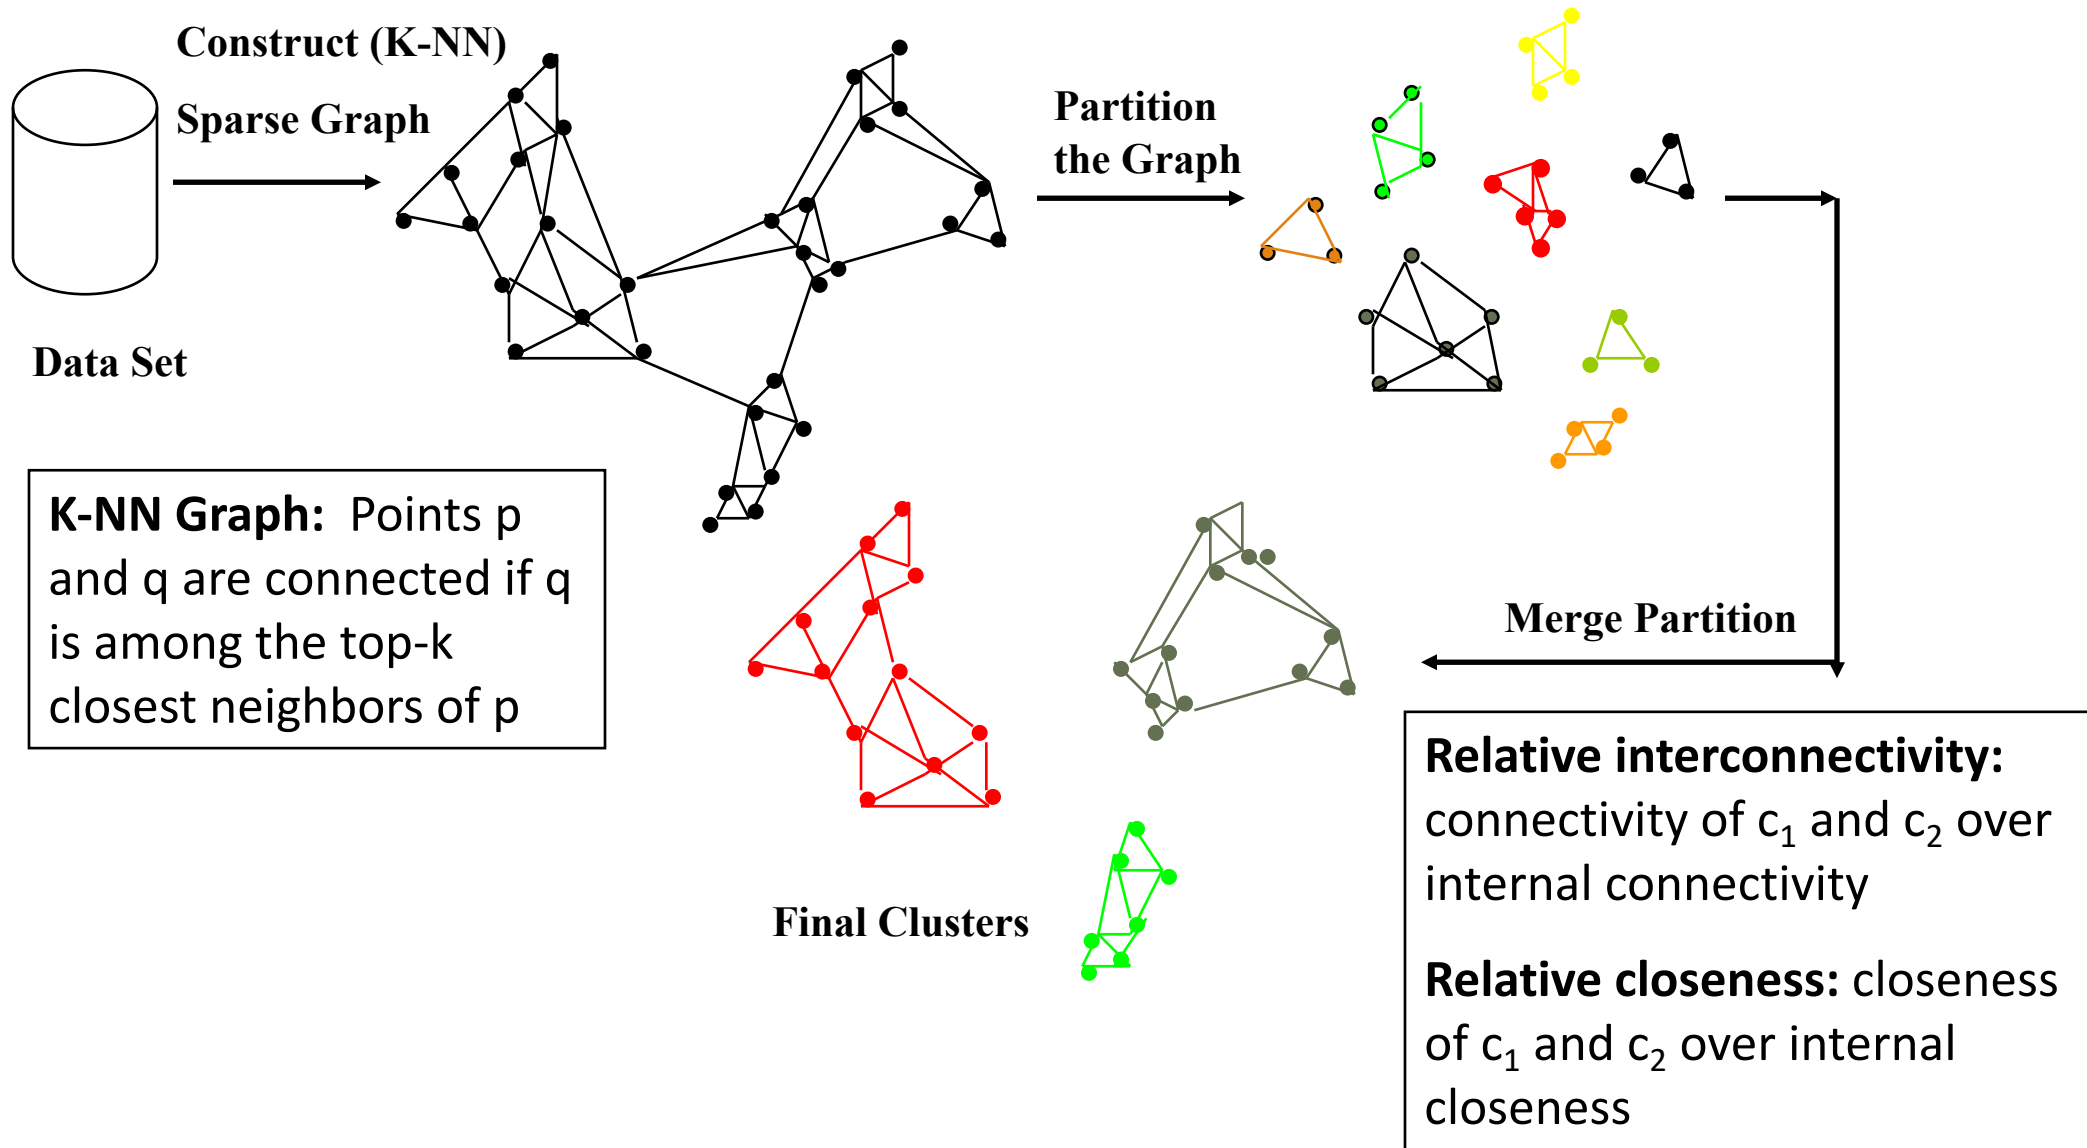 Construct (K-NN)
Sparse Graph
Data Set
Partition
the Graph
K-NN Graph: Points p
and q are connected if q
is among the top-k
closest neighbors of p
Merge Partition
Final Clusters
Relative interconnectivity:
connectivity of c₁ and c₂ over
internal connectivity
Relative closeness: closeness
of c₁ and c₂ over internal
closeness